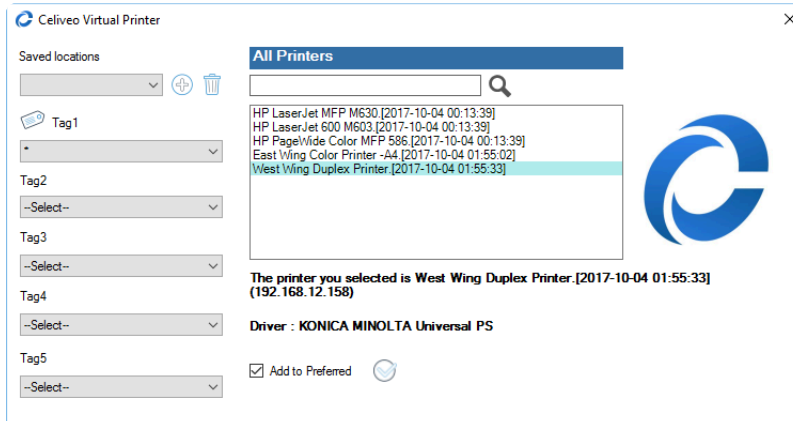 Celiveo Virtual Printer
Saved locations
Tag1
*
Tag2
--Select--
Tag3
--Select--
Tag4
--Select--
Tag5
--Select--
All Printers
HP LaserJet MFP M630.[2017-10-04 00:13:39]
HP LaserJet 600 M603.[2017-10-04 00:13:39]
HP PageWide Color MFP 586.[2017-10-04 00:13:39]
East Wing Color Printer -A4.[2017-10-04 01:55:02]
West Wing Duplex Printer.[2017-10-04 01:55:33]
The printer you selected is West Wing Duplex Printer.[2017-10-04 01:55:33]
(192.168.12.158)
Driver : KONICA MINOLTA Universal PS
Add to Preferred